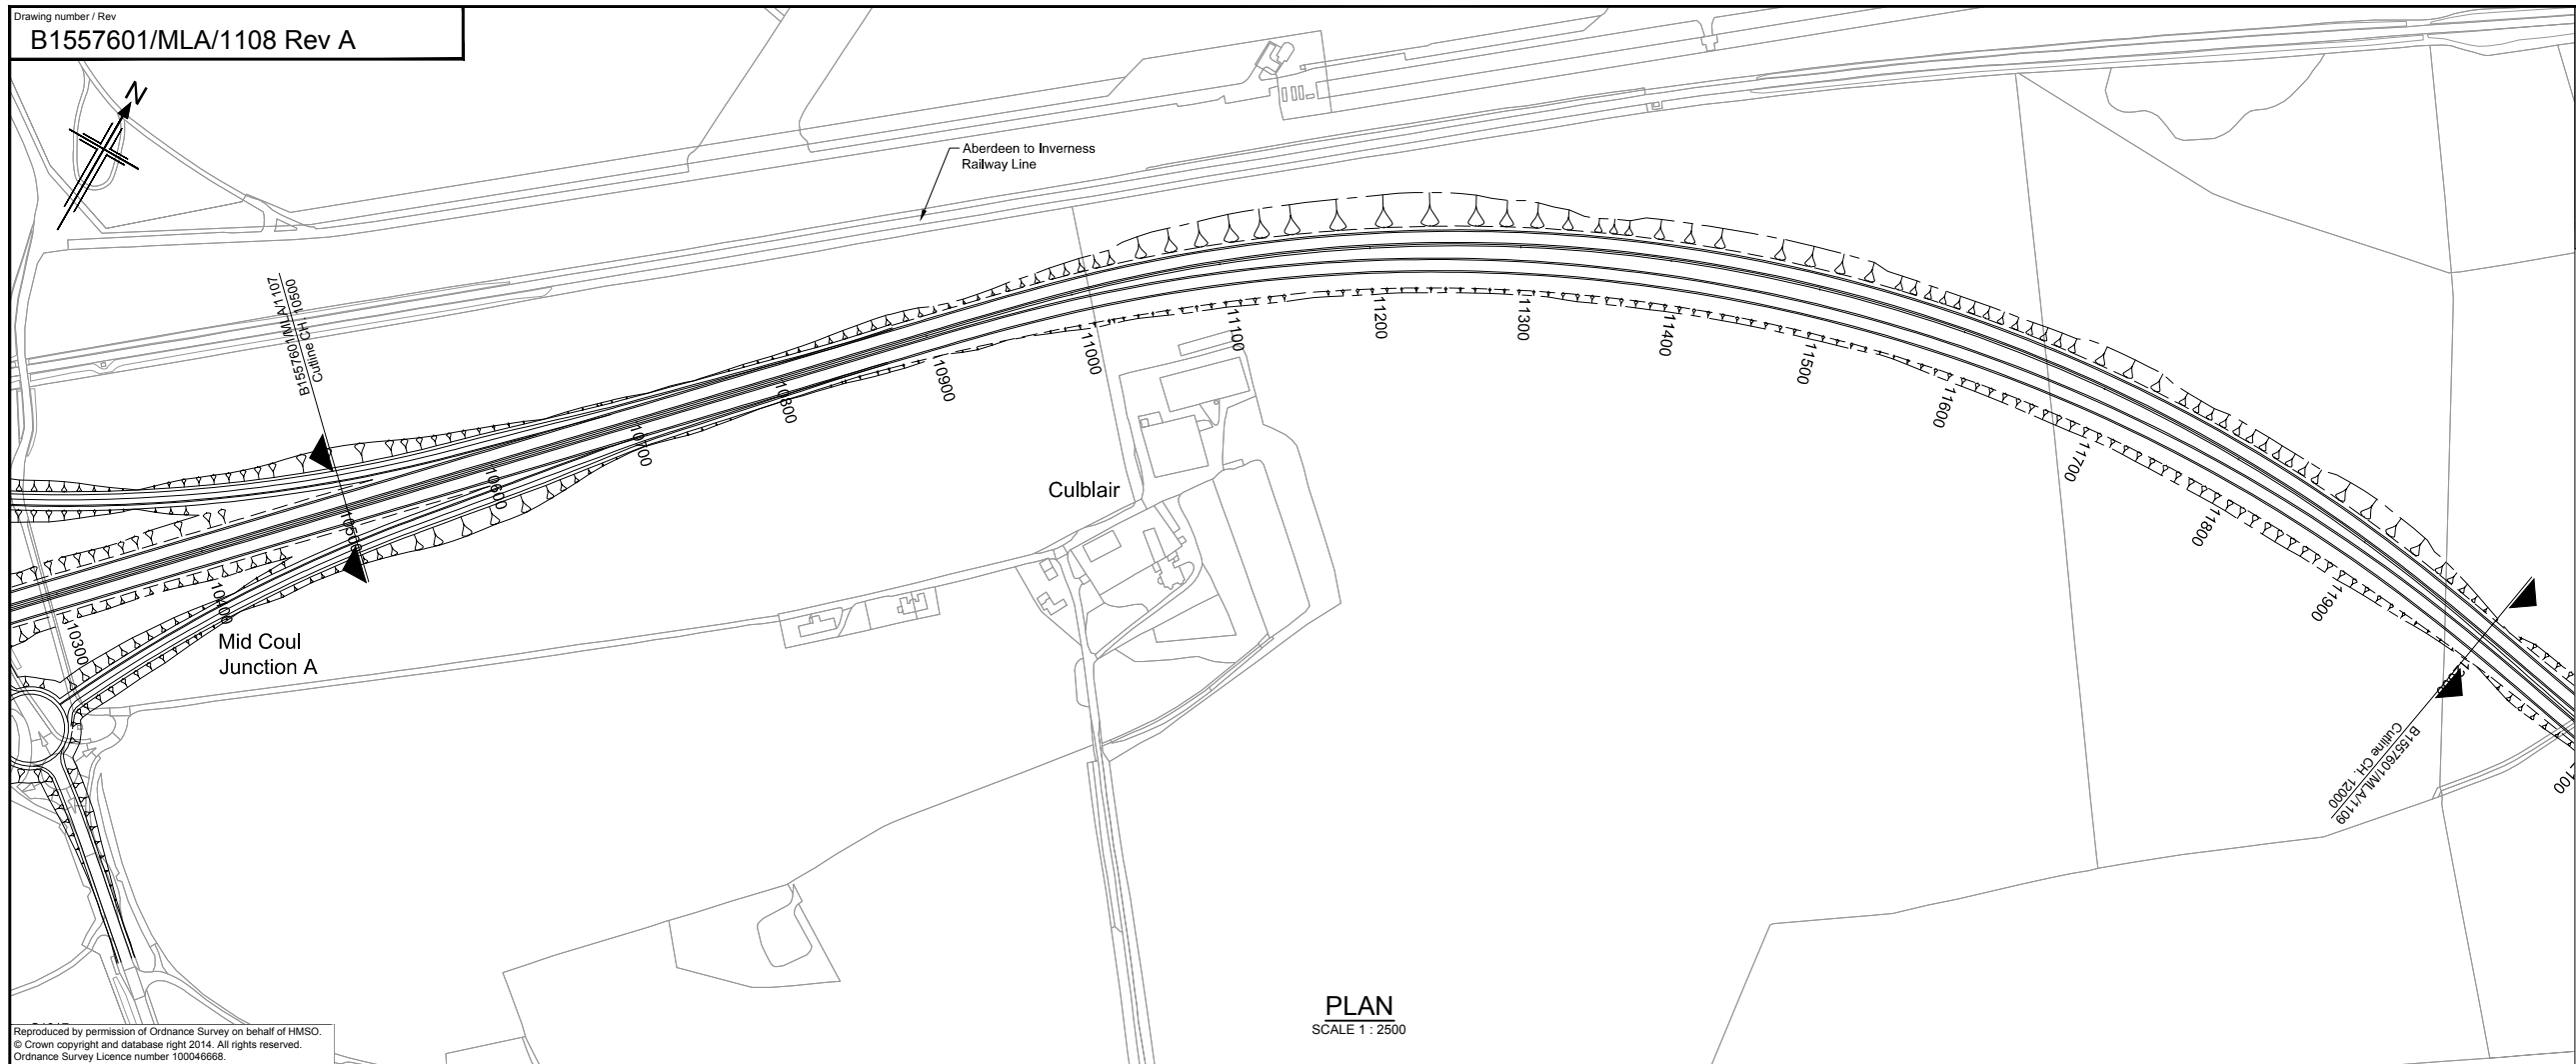 Drawing number / Rev
B1557601/MLA/1108 Rev A
N
Aberdeen to Inverness
Railway Line
B1557601/MLA/1107
Cutline CH. 10500
10300
10400
10500
10600
10700
10800
10900
11000
11100
11200
11300
11400
11500
11600
11700
11800
11900
Culblair
Mid Coul
Junction A
B1557601/MLA/1109
Cutline CH. 12000
PLAN
SCALE 1 : 2500
Reproduced by permission of Ordnance Survey on behalf of HMSO.
© Crown copyright and database right 2014. All rights reserved.
Ordnance Survey Licence number 100046668.